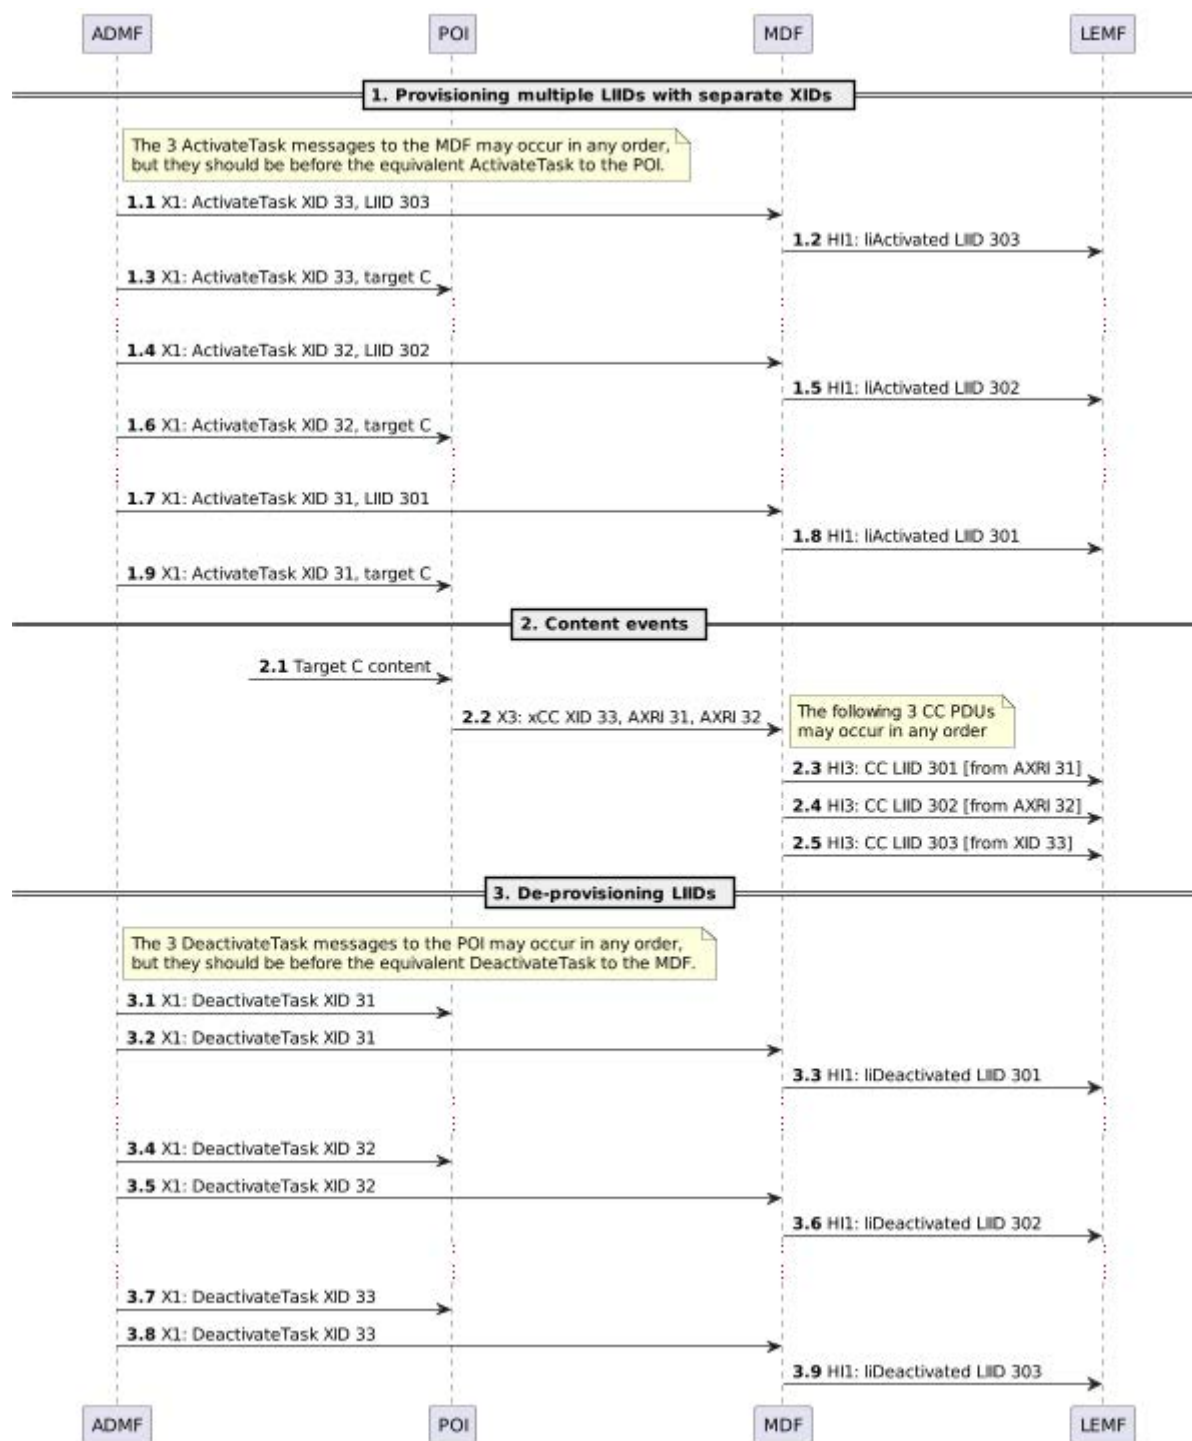 ADMF POI MDF LEMF
1. Provisioning multiple LIIDs with separate XIDs
The 3 ActivateTask messages to the MDF may occur in any order,
but they should be before the equivalent ActivateTask to the POI.
1.1 X1: ActivateTask XID 33, LIID 303
1.2 HI1: liActivated LIID 303
1.3 X1: ActivateTask XID 33, target C
1.4 X1: ActivateTask XID 32, LIID 302
1.5 HI1: liActivated LIID 302
1.6 X1: ActivateTask XID 32, target C
1.7 X1: ActivateTask XID 31, LIID 301
1.8 HI1: liActivated LIID 301
1.9 X1: ActivateTask XID 31, target C
2. Content events
2.1 Target C content
2.2 X3: xCC XID 33, AXRI 31, AXRI 32
The following 3 CC PDUs
may occur in any order
2.3 HI3: CC LIID 301 [from AXRI 31]
2.4 HI3: CC LIID 302 [from AXRI 32]
2.5 HI3: CC LIID 303 [from XID 33]
3. De-provisioning LIIDs
The 3 DeactivateTask messages to the POI may occur in any order,
but they should be before the equivalent DeactivateTask to the MDF.
3.1 X1: DeactivateTask XID 31
3.2 X1: DeactivateTask XID 31
3.3 HI1: liDeactivated LIID 301
3.4 X1: DeactivateTask XID 32
3.5 X1: DeactivateTask XID 32
3.6 HI1: liDeactivated LIID 302
3.7 X1: DeactivateTask XID 33
3.8 X1: DeactivateTask XID 33
3.9 HI1: liDeactivated LIID 303
ADMF POI MDF LEMF